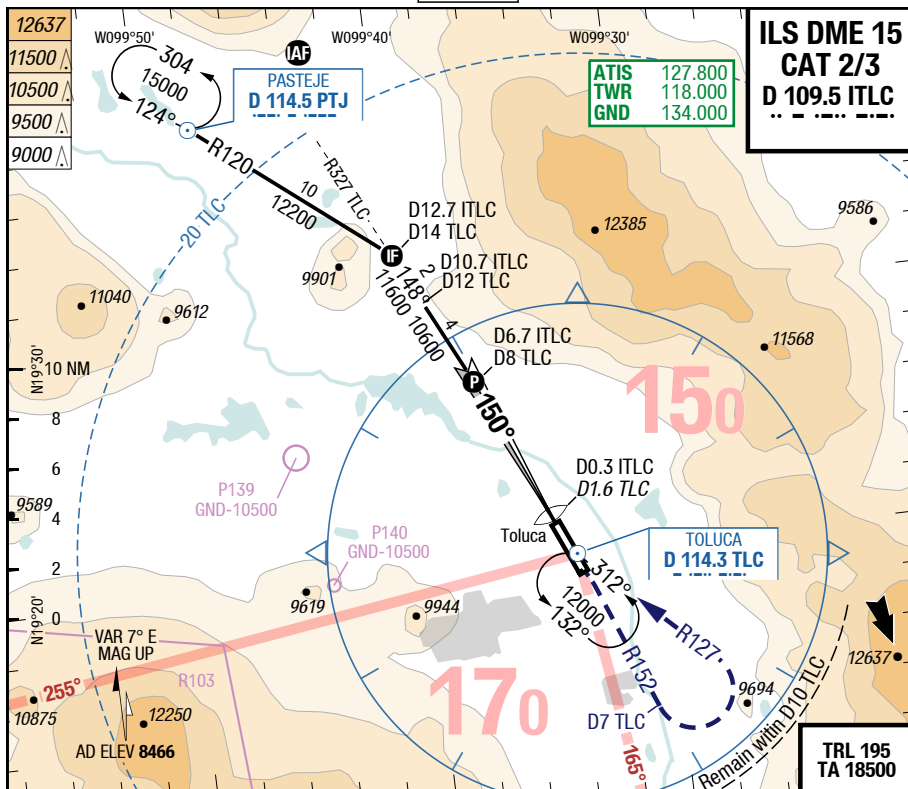 12637
11500
10500
9500
9000
W099°50'
W099°40'
W099°30'
IAF
304
15000
124°
PASTEJE
D 114.5 PTJ
ATIS 127.800
TWR 118.000
GND 134.000
ILS DME 15
CAT 2/3
D 109.5 ITLC
R120
10
12200
R327 TLC
20 TLC
D12.7 ITLC
D14 TLC
IF
9901
12385
9586
2
148°
11600
D10.7 ITLC
D12 TLC
11040
9612
4
10600
11568
D6.7 ITLC
D8 TLC
P
N19°30'
10 NM
8
6
4
2
0
N19°20'
150°
150
P139
GND-10500
D0.3 ITLC
D1.6 TLC
9589
Toluca
P140
GND-10500
TOLUCA
D 114.3 TLC
312°
12000
132°
9619
9944
R127
R152
VAR 7° E
MAG UP
R103
12637
255°
170
9694
D7 TLC
10875
12250
AD ELEV 8466
165°
Remain witin D10 TLC
TRL 195
TA 18500